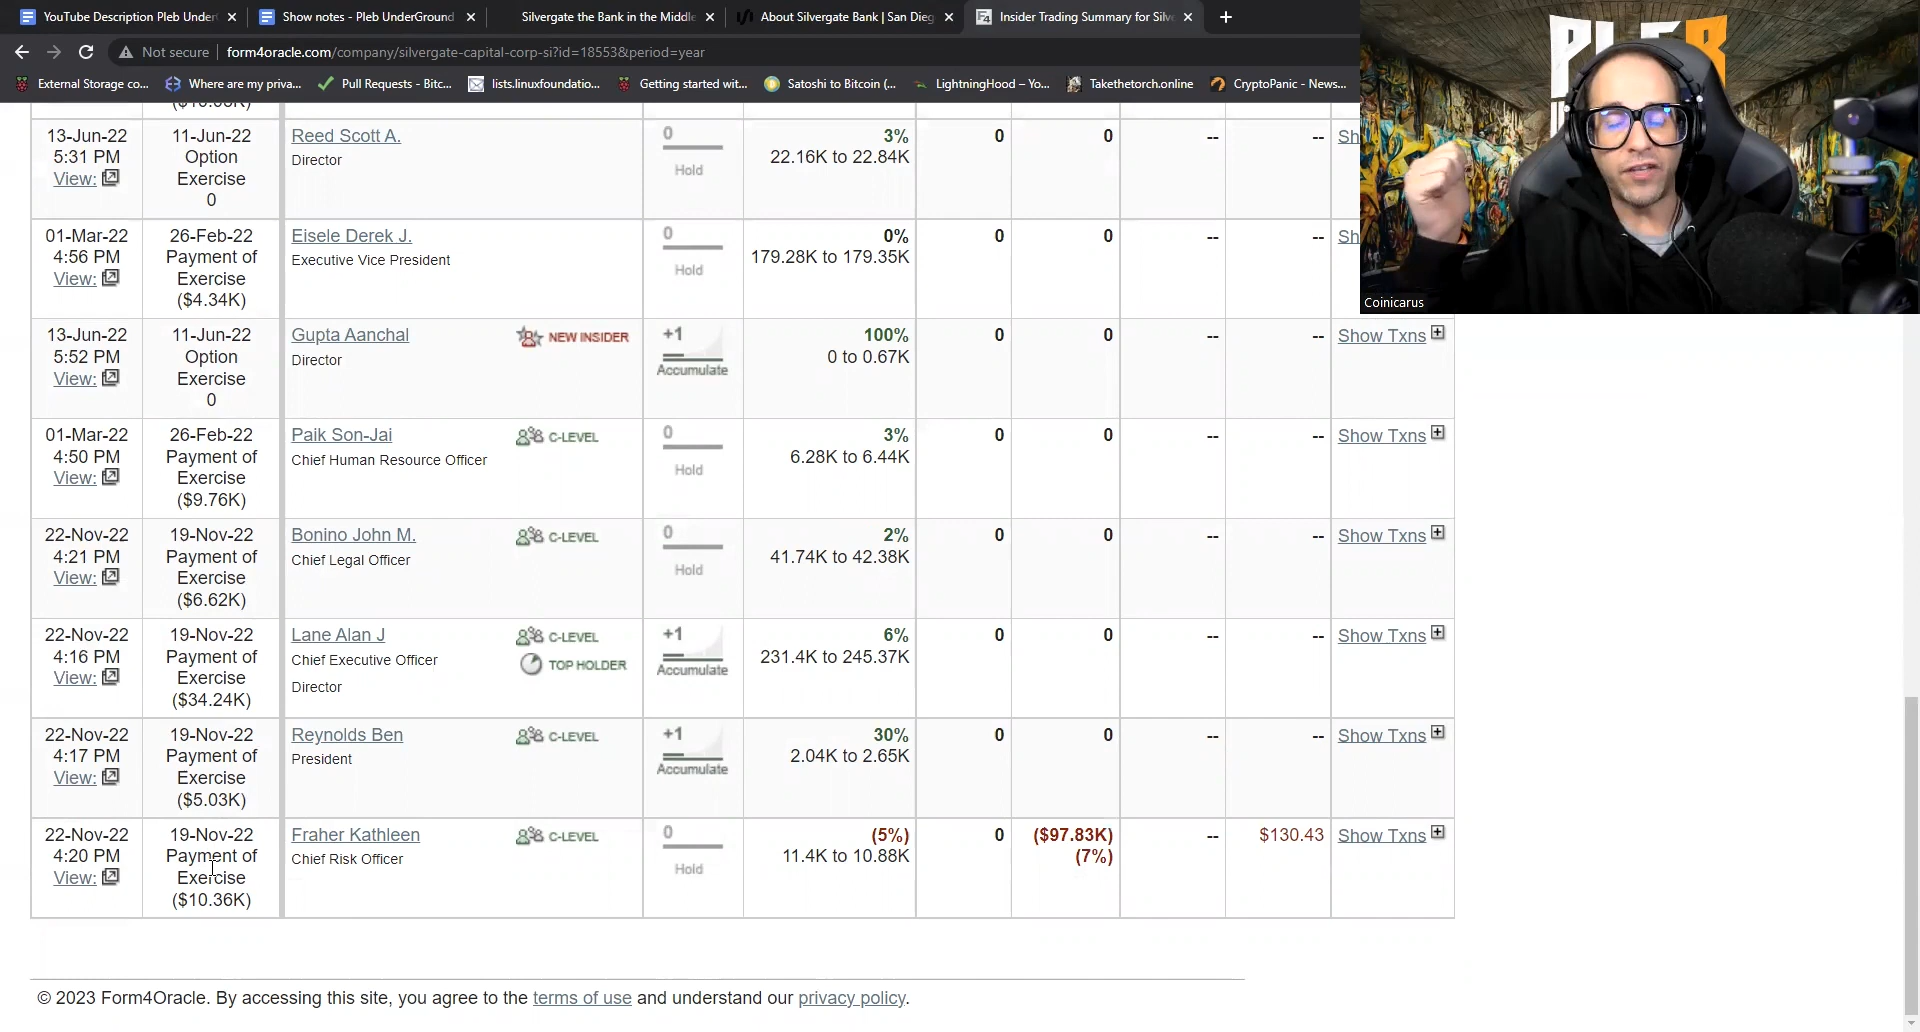 YouTube Description Pleb Under
Show notes - Pleb UnderGround
Silvergate the Bank in the Middle
About Silvergate Bank | San Dieg
Insider Trading Summary for Silv
Not secure
form4oracle.com/company/silvergate-capital-corp-si?id=18553&period=year
External Storage co...
Where are my priva...
Pull Requests - Bitc...
lists.linuxfoundatio...
Getting started wit...
Satoshi to Bitcoin (...
LightningHood – Yo...
Takethetorch.online
CryptoPanic - News...
PLEB
Coinicarus
13-Jun-22
5:31 PM
View:
11-Jun-22
Option
Exercise
0
Reed Scott A.
Director
0
Hold
3%
22.16K to 22.84K
0
0
--
--
Sh
01-Mar-22
4:56 PM
View:
26-Feb-22
Payment of
Exercise
($4.34K)
Eisele Derek J.
Executive Vice President
0
Hold
0%
179.28K to 179.35K
0
0
--
--
Sh
13-Jun-22
5:52 PM
View:
11-Jun-22
Option
Exercise
0
Gupta Aanchal
Director
NEW INSIDER
+1
Accumulate
100%
0 to 0.67K
0
0
--
--
Show Txns
01-Mar-22
4:50 PM
View:
26-Feb-22
Payment of
Exercise
($9.76K)
Paik Son-Jai
Chief Human Resource Officer
C-LEVEL
0
Hold
3%
6.28K to 6.44K
0
0
--
--
Show Txns
22-Nov-22
4:21 PM
View:
19-Nov-22
Payment of
Exercise
($6.62K)
Bonino John M.
Chief Legal Officer
C-LEVEL
0
Hold
2%
41.74K to 42.38K
0
0
--
--
Show Txns
22-Nov-22
4:16 PM
View:
19-Nov-22
Payment of
Exercise
($34.24K)
Lane Alan J
Chief Executive Officer
Director
C-LEVEL
TOP HOLDER
+1
Accumulate
6%
231.4K to 245.37K
0
0
--
--
Show Txns
22-Nov-22
4:17 PM
View:
19-Nov-22
Payment of
Exercise
($5.03K)
Reynolds Ben
President
C-LEVEL
+1
Accumulate
30%
2.04K to 2.65K
0
0
--
--
Show Txns
22-Nov-22
4:20 PM
View:
19-Nov-22
Payment of
Exercise
($10.36K)
Fraher Kathleen
Chief Risk Officer
C-LEVEL
0
Hold
(5%)
11.4K to 10.88K
0
($97.83K)
(7%)
--
$130.43
Show Txns
© 2023 Form4Oracle. By accessing this site, you agree to the terms of use and understand our privacy policy.